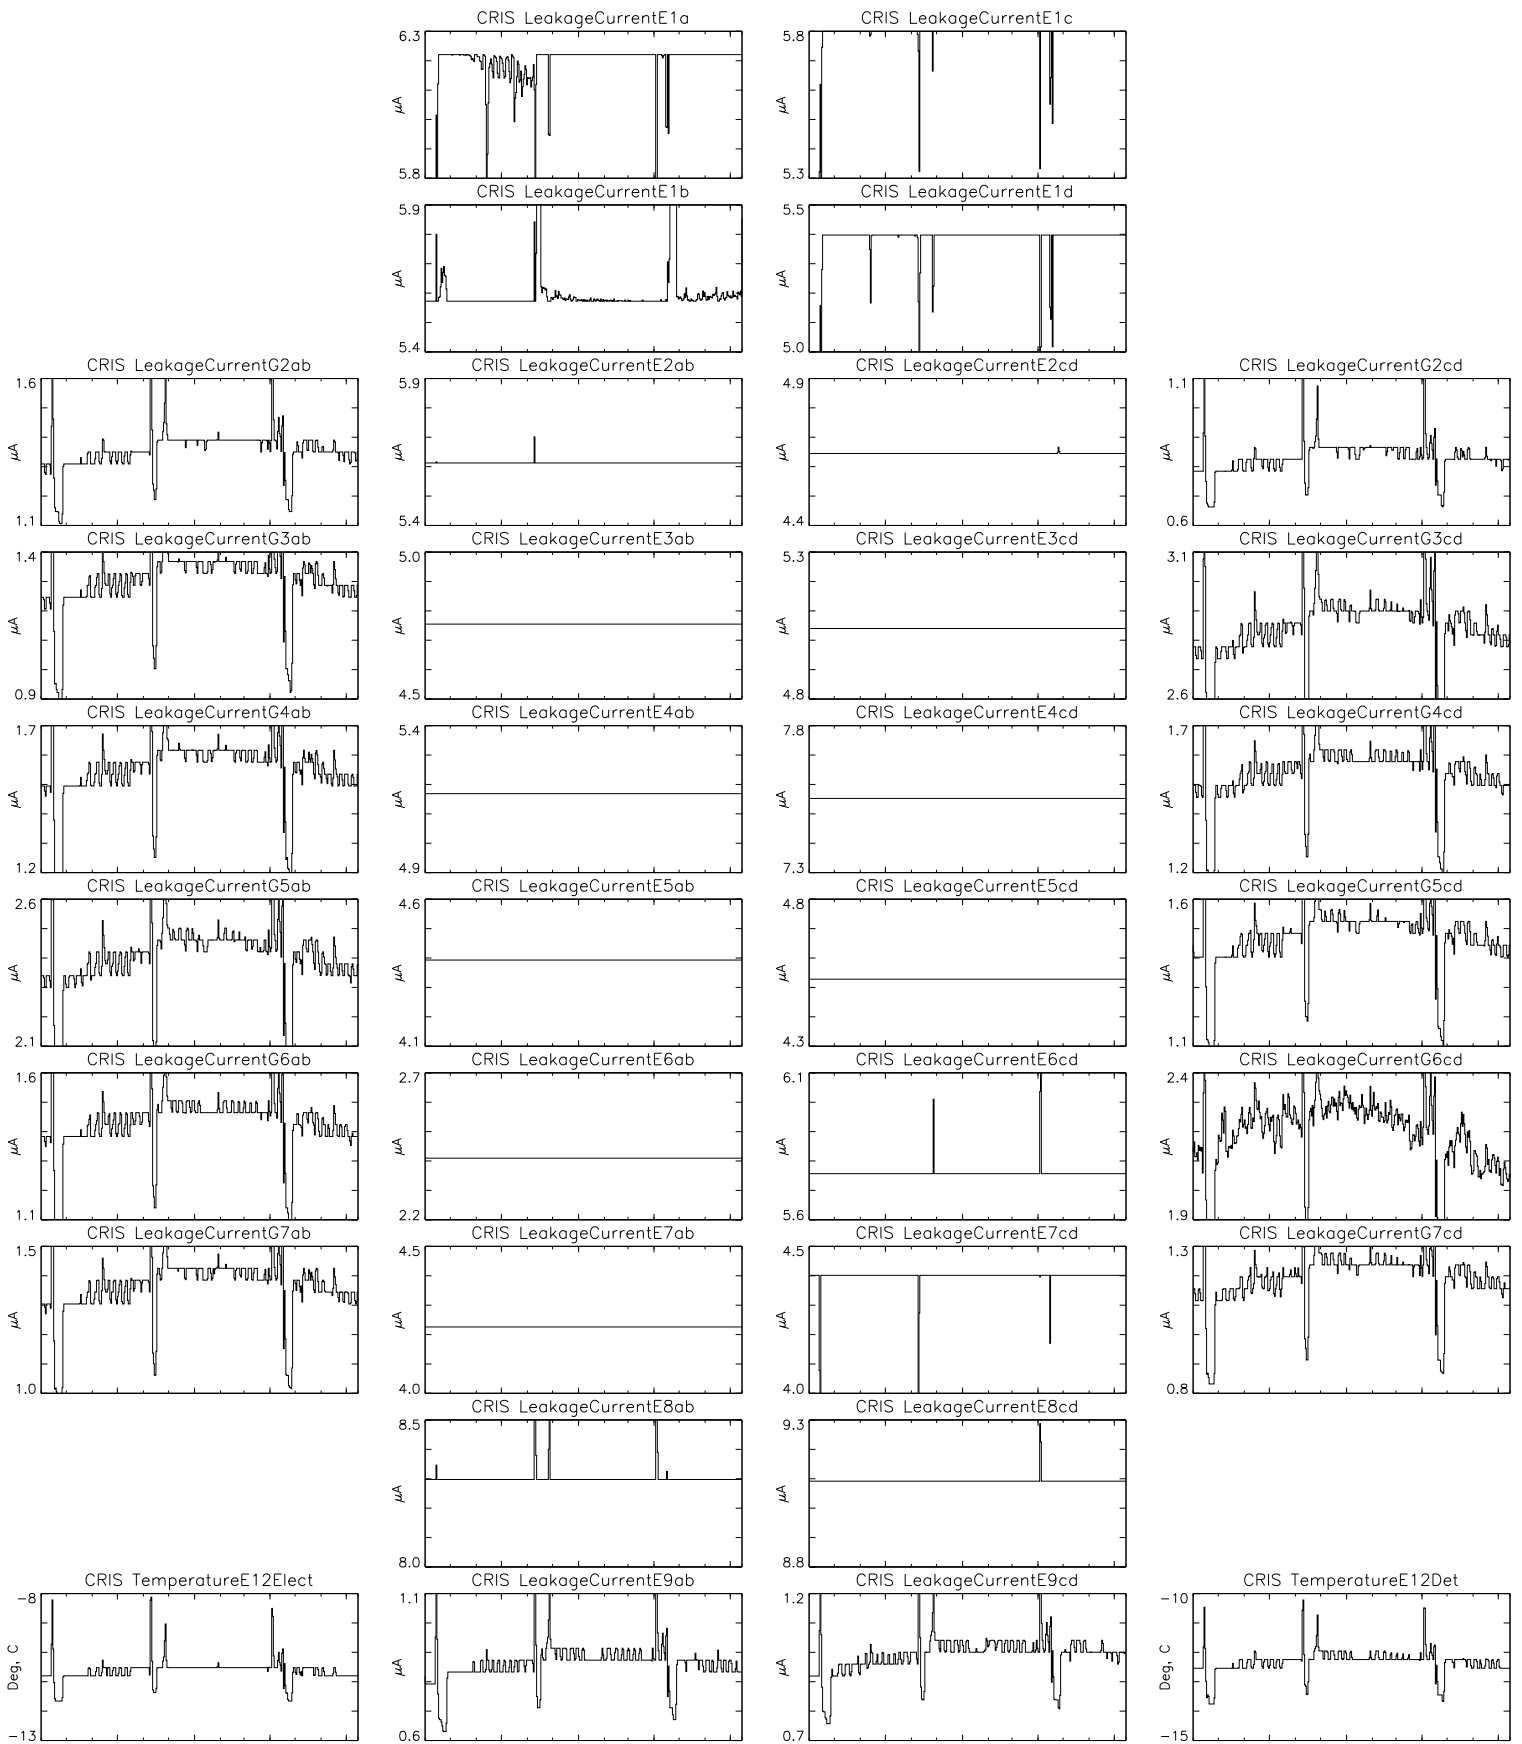 CRIS LeakageCurrentE1a
6.3
μA
5.8
CRIS LeakageCurrentE1c
5.8
μA
5.3
CRIS LeakageCurrentE1b
5.9
μA
5.4
CRIS LeakageCurrentE1d
5.5
μA
5.0
CRIS LeakageCurrentG2ab
1.6
μA
1.1
CRIS LeakageCurrentE2ab
5.9
μA
5.4
CRIS LeakageCurrentE2cd
4.9
μA
4.4
CRIS LeakageCurrentG2cd
1.1
μA
0.6
CRIS LeakageCurrentG3ab
1.4
μA
0.9
CRIS LeakageCurrentE3ab
5.0
μA
4.5
CRIS LeakageCurrentE3cd
5.3
μA
4.8
CRIS LeakageCurrentG3cd
3.1
μA
2.6
CRIS LeakageCurrentG4ab
1.7
μA
1.2
CRIS LeakageCurrentE4ab
5.4
μA
4.9
CRIS LeakageCurrentE4cd
7.8
μA
7.3
CRIS LeakageCurrentG4cd
1.7
μA
1.2
CRIS LeakageCurrentG5ab
2.6
μA
2.1
CRIS LeakageCurrentE5ab
4.6
μA
4.1
CRIS LeakageCurrentE5cd
4.8
μA
4.3
CRIS LeakageCurrentG5cd
1.6
μA
1.1
CRIS LeakageCurrentG6ab
1.6
μA
1.1
CRIS LeakageCurrentE6ab
2.7
μA
2.2
CRIS LeakageCurrentE6cd
6.1
μA
5.6
CRIS LeakageCurrentG6cd
2.4
μA
1.9
CRIS LeakageCurrentG7ab
1.5
μA
1.0
CRIS LeakageCurrentE7ab
4.5
μA
4.0
CRIS LeakageCurrentE7cd
4.5
μA
4.0
CRIS LeakageCurrentG7cd
1.3
μA
0.8
CRIS LeakageCurrentE8ab
8.5
μA
8.0
CRIS LeakageCurrentE8cd
9.3
μA
8.8
CRIS TemperatureE12Elect
-8
Deg, C
-13
CRIS LeakageCurrentE9ab
1.1
μA
0.6
CRIS LeakageCurrentE9cd
1.2
μA
0.7
CRIS TemperatureE12Det
-10
Deg, C
-15